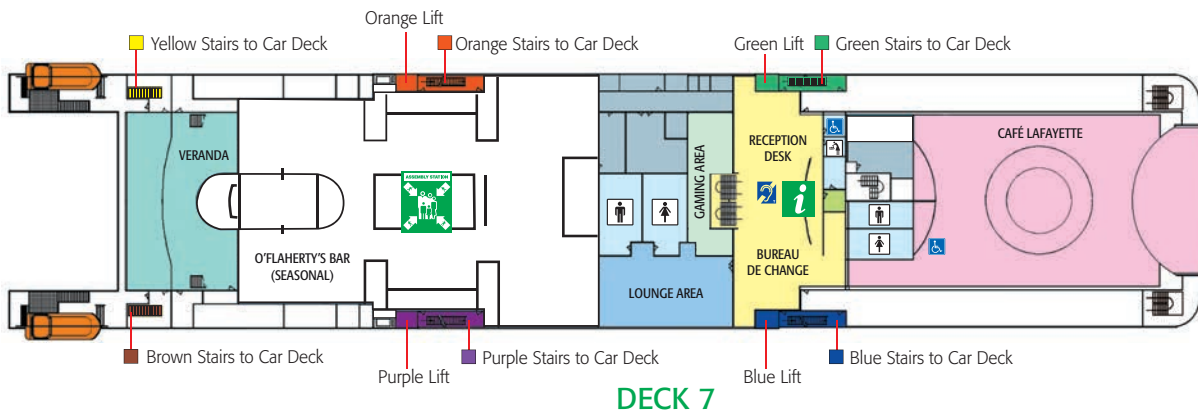 Orange Lift
Yellow Stairs to Car Deck
Orange Stairs to Car Deck
Green Lift
Green Stairs to Car Deck
VERANDA
ASSEMBLY STATION
GAMING AREA
RECEPTION
DESK
i
CAFÉ LAFAYETTE
O'FLAHERTY'S BAR
(SEASONAL)
LOUNGE AREA
BUREAU
DE CHANGE
Brown Stairs to Car Deck
Purple Lift
Purple Stairs to Car Deck
Blue Lift
Blue Stairs to Car Deck
DECK 7